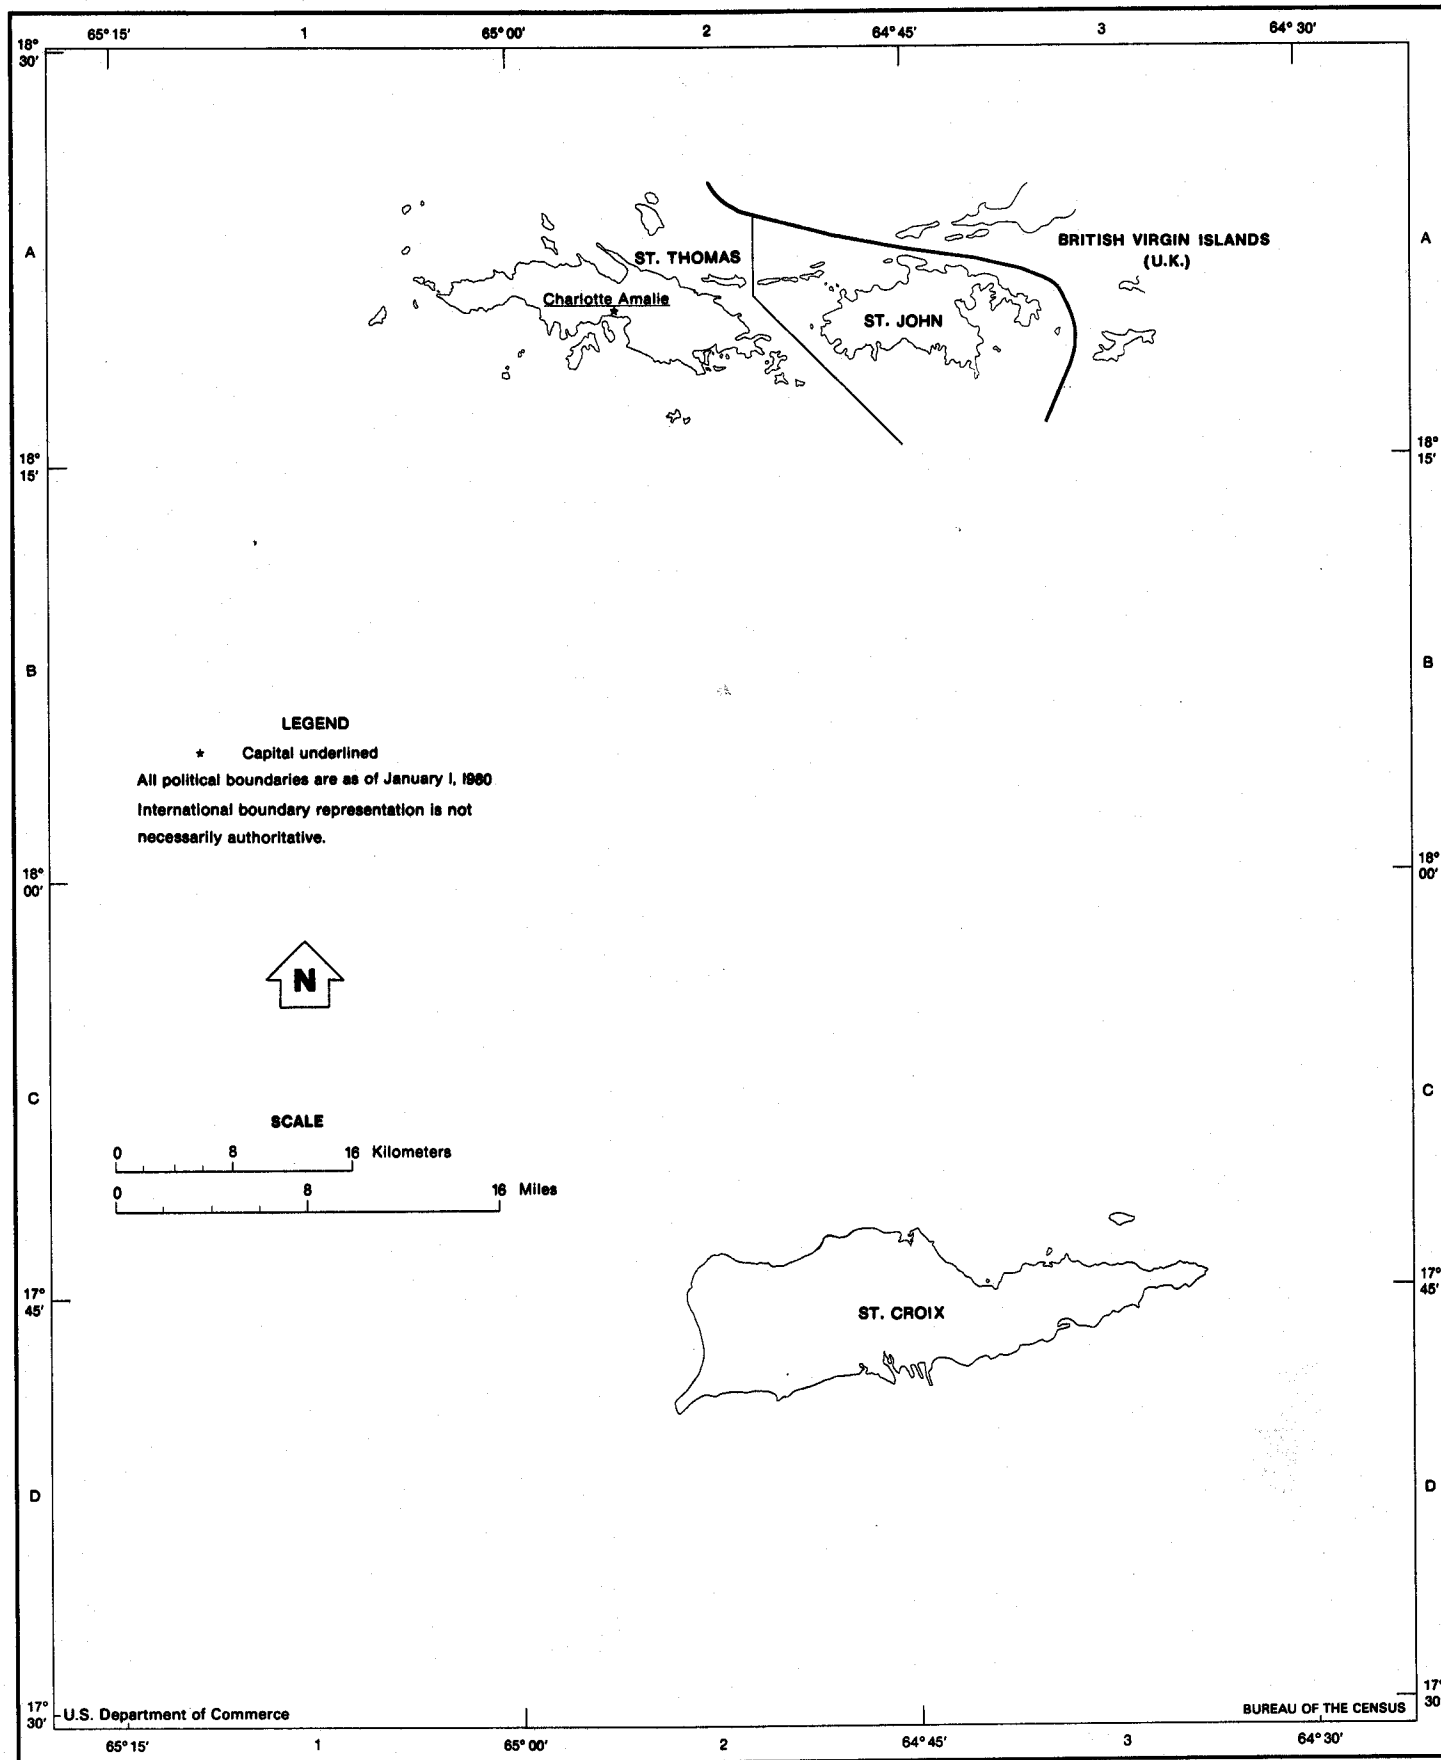 65° 15' 1 65° 00' 2 64° 45' 3 64° 30'
18°
30'
A
ST. THOMAS
BRITISH VIRGIN ISLANDS
(U.K.)
A
Charlotte Amalie
*
ST. JOHN
18°
15'
18°
15'
B
B
LEGEND
* Capital underlined
All political boundaries are as of January 1, 1980
International boundary representation is not
necessarily authoritative.
18°
00'
18°
00'
N
C
C
SCALE
0 8 16 Kilometers
0 8 16 Miles
17°
45'
17°
45'
ST. CROIX
D
D
17°
30'
U.S. Department of Commerce
BUREAU OF THE CENSUS
17°
30'
65° 15' 1 65° 00' 2 64° 45' 3 64° 30'